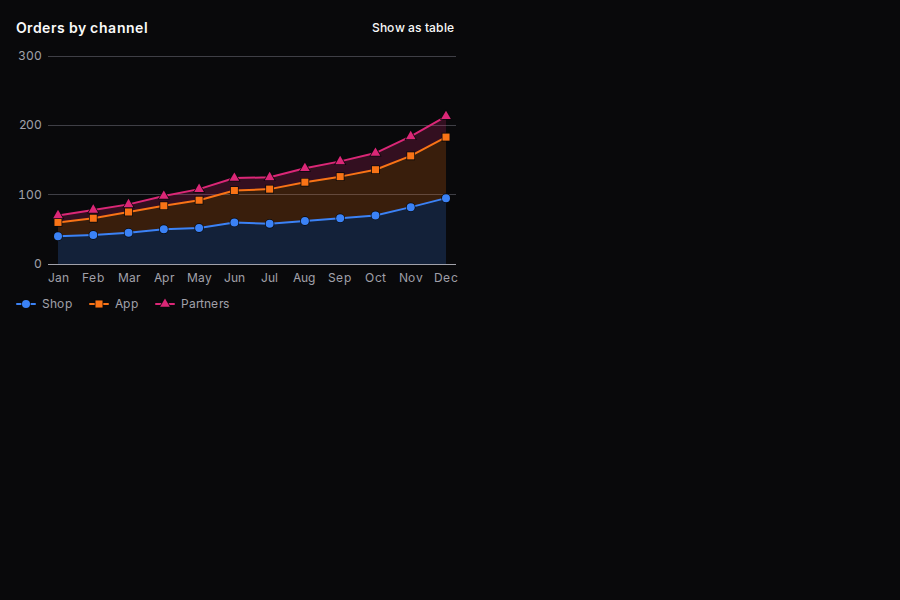 Orders by channel Show as table
300
200
100
0
Jan Feb Mar Apr May Jun Jul Aug Sep Oct Nov Dec
Shop App Partners